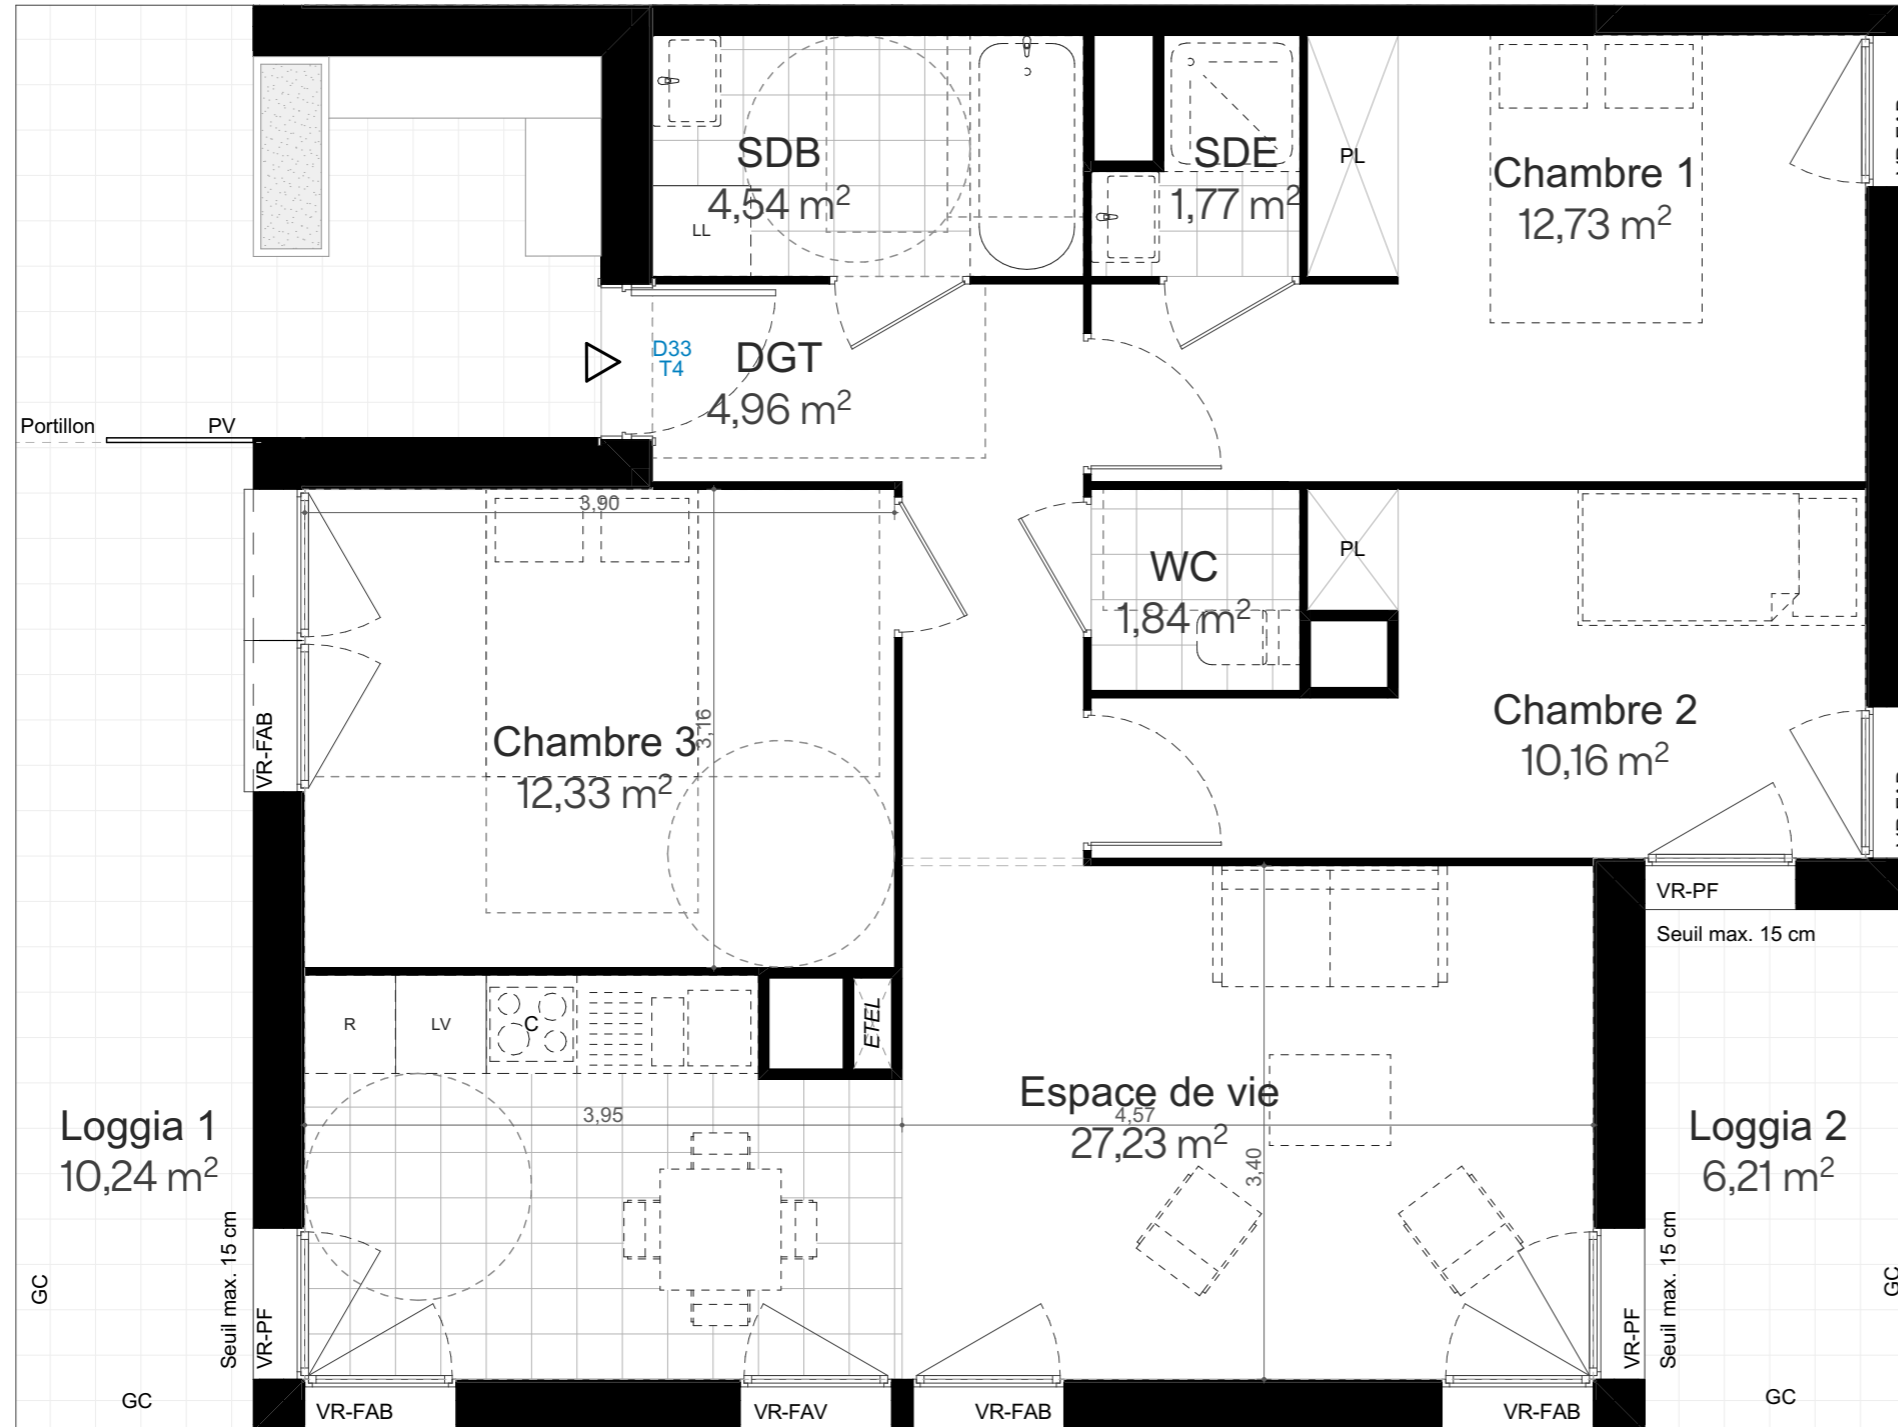 SDB
4,54 m²
LL
SDE
1,77 m²
PL
Chambre 1
12,73 m²
D33
T4
DGT
4,96 m²
Portillon
PV
3,90
WC
1,84 m²
PL
Chambre 2
10,16 m²
VR-FAB
Chambre 3
3,16
12,33 m²
VR-PF
Seuil max. 15 cm
R
LV
C
ETEL
Loggia 1
10,24 m²
3,95
Espace de vie
4,57
27,23 m²
3,40
Loggia 2
6,21 m²
GC
Seuil max. 15 cm
VR-PF
VR-PF
Seuil max. 15 cm
GC
GC
VR-FAB
VR-FAV
VR-FAB
VR-FAB
GC